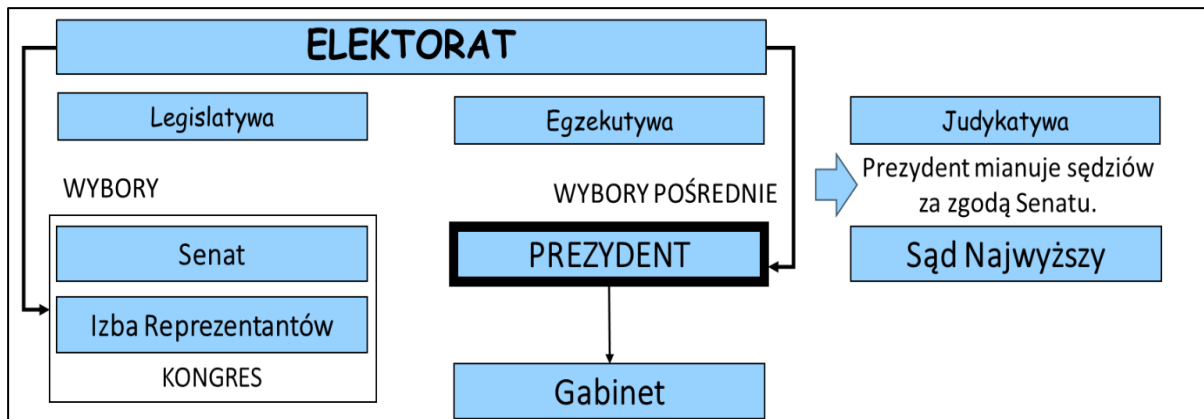 ELEKTORAT
Legislatywa
Egzekutywa
Judykatywa
WYBORY
WYBORY POŚREDNIE
Prezydent mianuje sędziów
za zgodą Senatu.
Senat
PREZYDENT
Sąd Najwyższy
Izba Reprezentantów
KONGRES
Gabinet